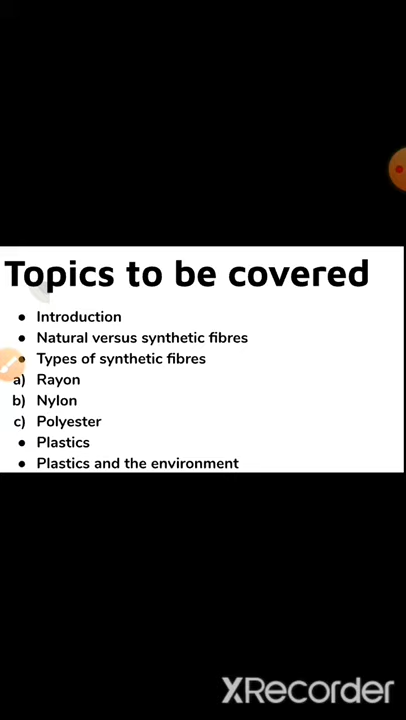 Topics to be covered
● Introduction
● Natural versus synthetic fibres
● Types of synthetic fibres
a) Rayon
b) Nylon
c) Polyester
● Plastics
● Plastics and the environment
XRecorder